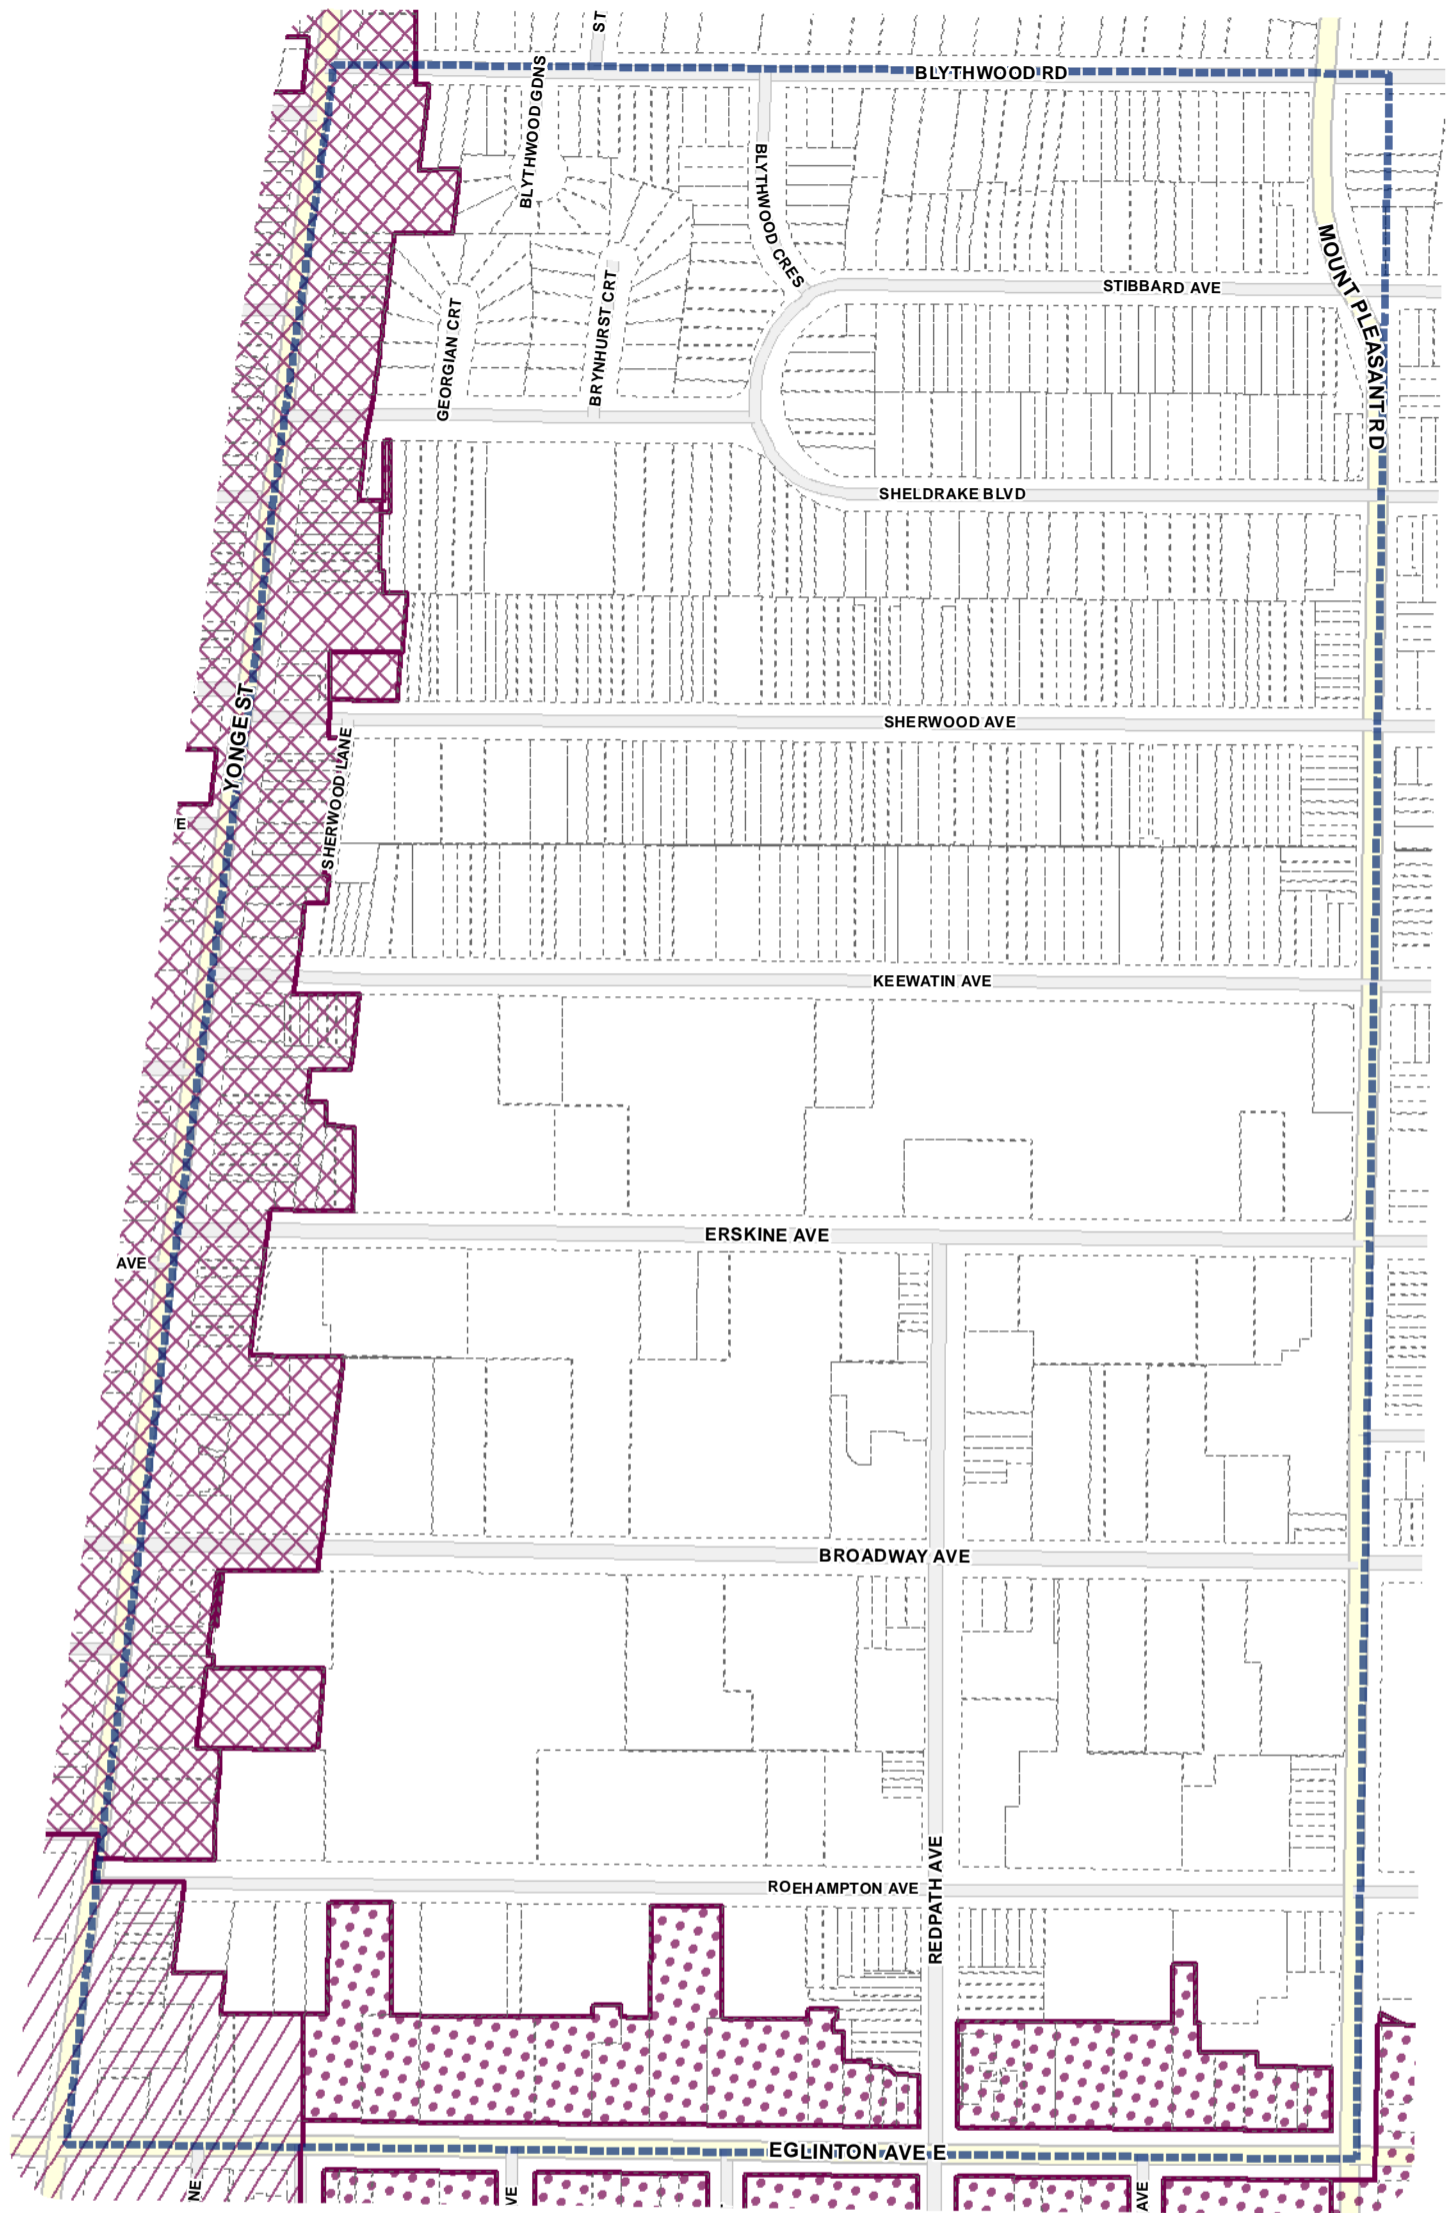 ST
BLYTHWOOD RD
BLYTHWOOD GDNS
BLYTHWOOD CRES
MOUNT PLEASANT RD
STIBBARD AVE
GEORGIAN CRT
BRYNHURST CRT
SHELDRAKE BLVD
YONGE ST
SHERWOOD AVE
SHERWOOD LANE
E
KEEWATIN AVE
ERSKINE AVE
AVE
BROADWAY AVE
REDPATH AVE
ROEHAMPTON AVE
EGLINTON AVE E
NE
VE
AVE